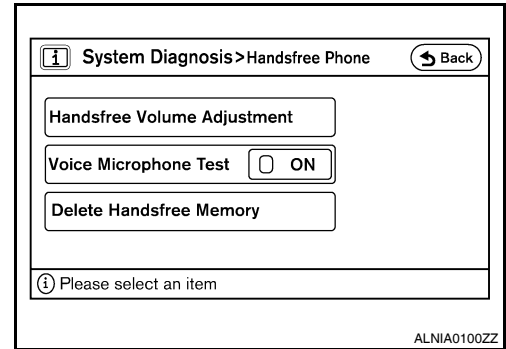 i System Diagnosis>Handsfree Phone Back
Handsfree Volume Adjustment
Voice Microphone Test ON
Delete Handsfree Memory
i Please select an item
ALNIA0100ZZ